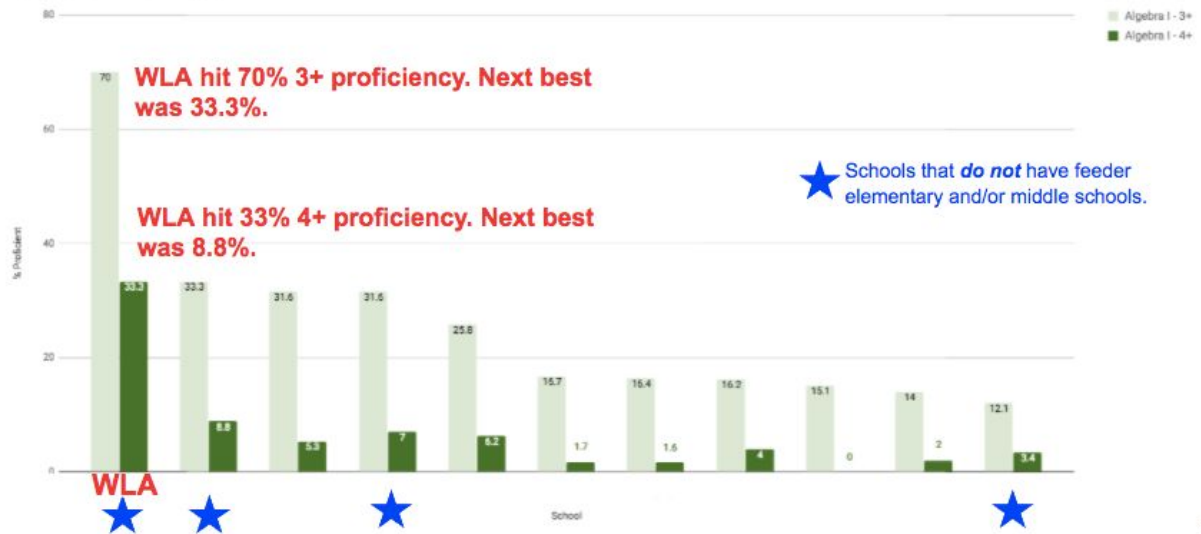 80
Algebra I - 3+
Algebra I - 4+
WLA hit 70% 3+ proficiency. Next best
was 33.3%.
70
60
Schools that do not have feeder
elementary and/or middle schools.
WLA hit 33% 4+ proficiency. Next best
was 8.8%.
% Proficient
40
33.3
33.3
31.6
31.6
25.8
20
16.7
16.4
16.2
15.1
14
12.1
8.8
5.3
7
6.2
1.7
1.6
4
0
2
3.4
0
WLA
School